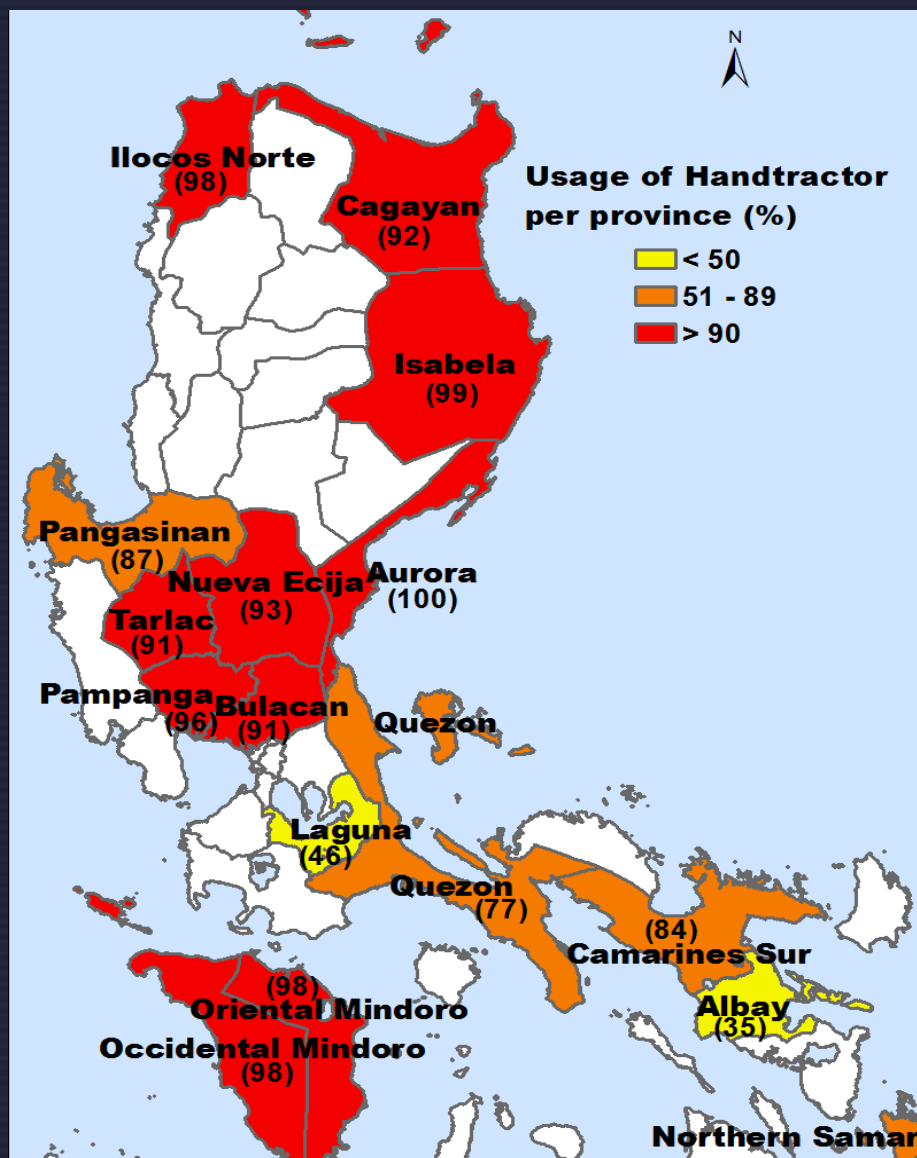 N
Usage of Handtractor
per province (%)
< 50
51 - 89
> 90
Ilocos Norte
(98)
Cagayan
(92)
Isabela
(99)
Pangasinan
(87)
Nueva Ecija
(93)
Aurora
(100)
Tarlac
(91)
Pampanga
(96)
Bulacan
(91)
Quezon
Laguna
(46)
Quezon
(77)
(84)
Camarines Sur
Albay
(35)
(98)
Oriental Mindoro
Occidental Mindoro
(98)
Northern Samar